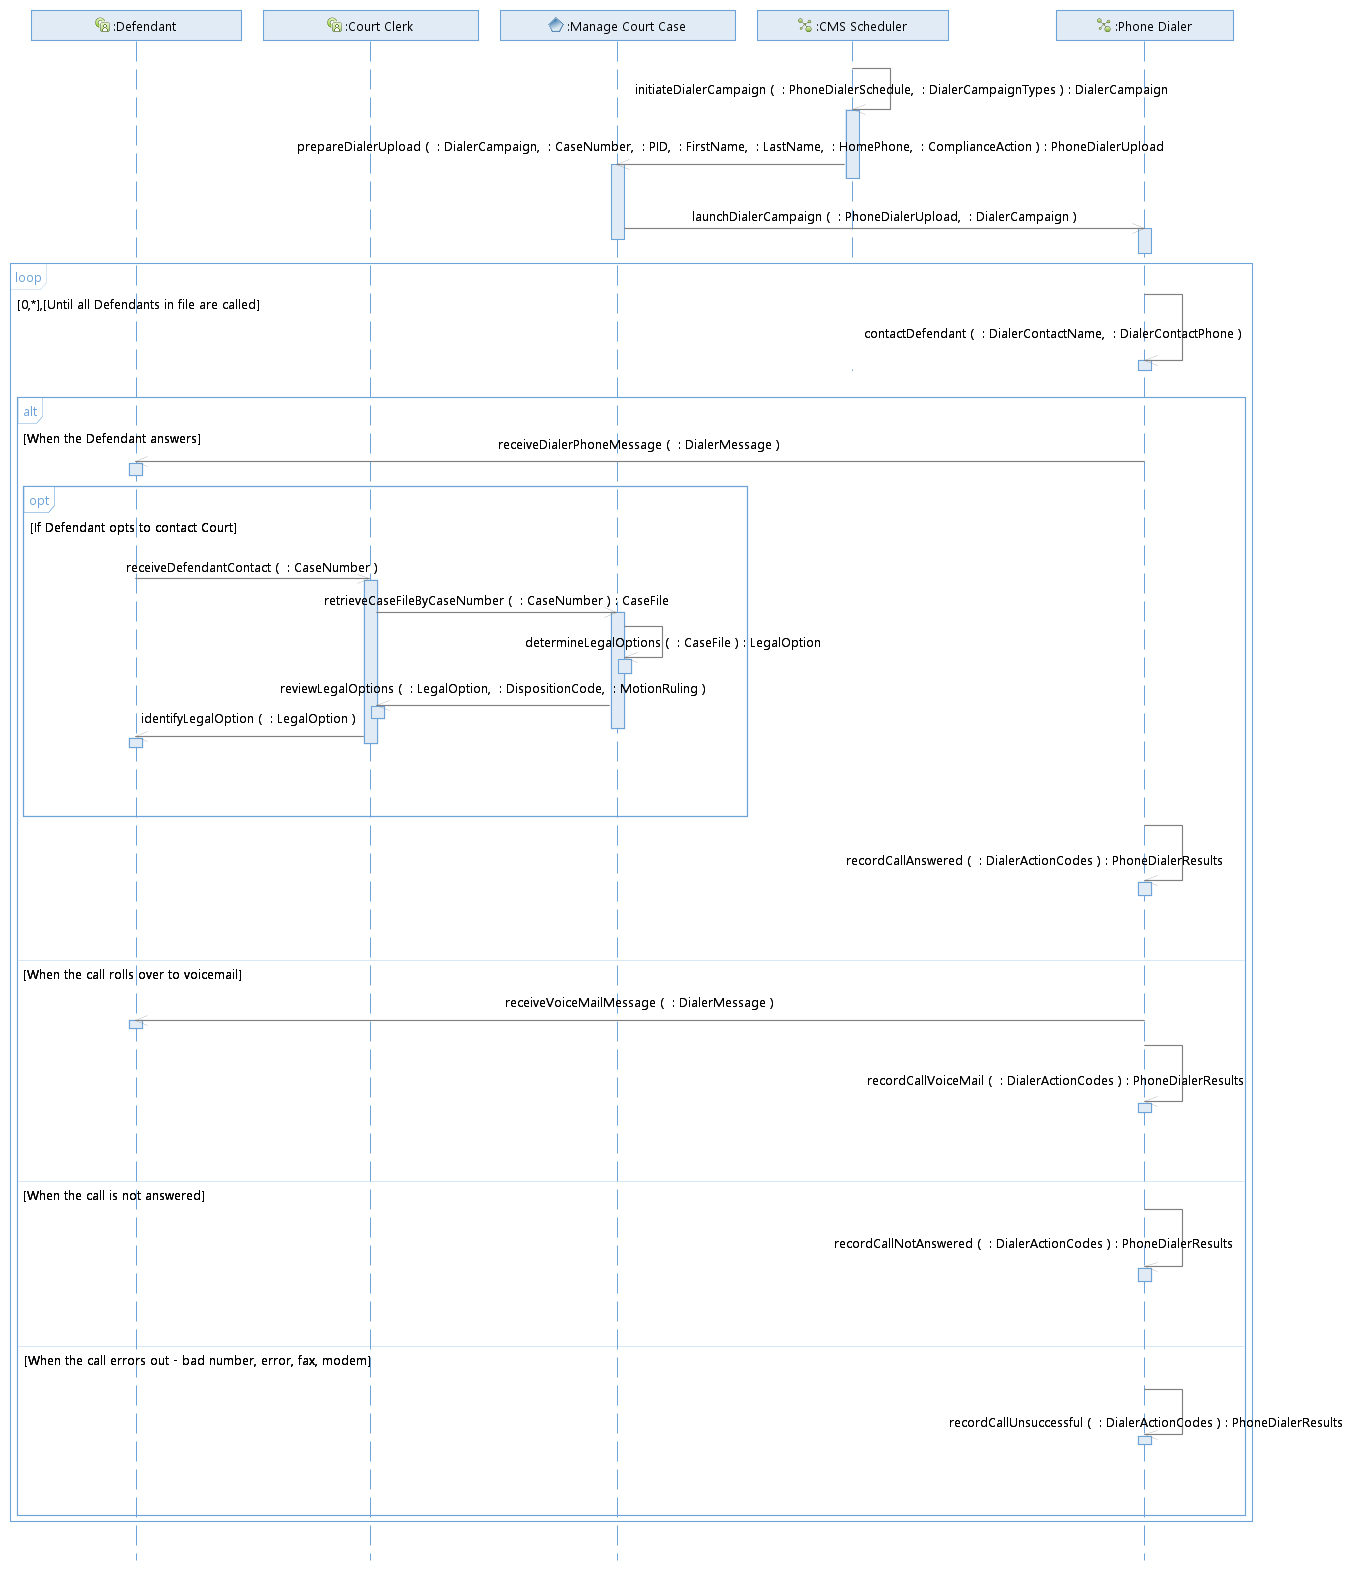 :Defendant
:Court Clerk
:Manage Court Case
:CMS Scheduler
:Phone Dialer
initiateDialerCampaign (  : PhoneDialerSchedule,  : DialerCampaignTypes ) : DialerCampaign
prepareDialerUpload (  : DialerCampaign,  : CaseNumber,  : PID,  : FirstName,  : LastName,  : HomePhone,  : ComplianceAction ) : PhoneDialerUpload
launchDialerCampaign (  : PhoneDialerUpload,  : DialerCampaign )
loop
[0,*],[Until all Defendants in file are called]
contactDefendant (  : DialerContactName,  : DialerContactPhone )
alt
[When the Defendant answers]
receiveDialerPhoneMessage (  : DialerMessage )
opt
[If Defendant opts to contact Court]
receiveDefendantContact (  : CaseNumber )
retrieveCaseFileByCaseNumber (  : CaseNumber ) : CaseFile
determineLegalOptions (  : CaseFile ) : LegalOption
reviewLegalOptions (  : LegalOption,  : DispositionCode,  : MotionRuling )
identifyLegalOption (  : LegalOption )
recordCallAnswered (  : DialerActionCodes ) : PhoneDialerResults
[When the call rolls over to voicemail]
receiveVoiceMailMessage (  : DialerMessage )
recordCallVoiceMail (  : DialerActionCodes ) : PhoneDialerResults
[When the call is not answered]
recordCallNotAnswered (  : DialerActionCodes ) : PhoneDialerResults
[When the call errors out - bad number, error, fax, modem]
recordCallUnsuccessful (  : DialerActionCodes ) : PhoneDialerResults